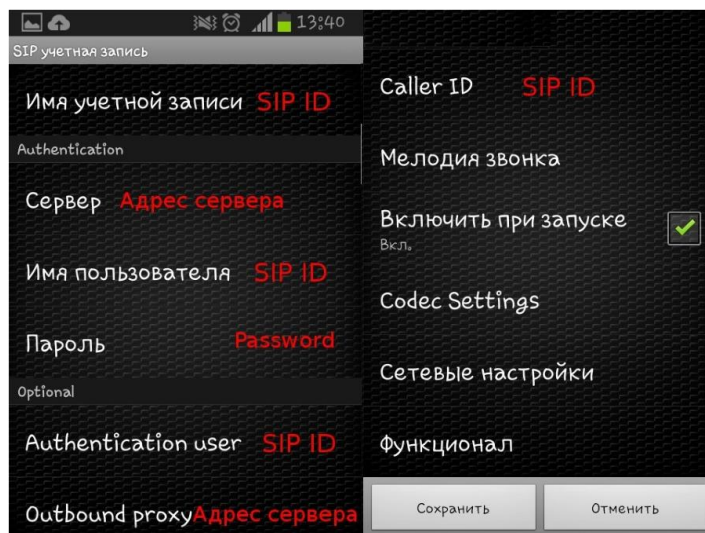 13:40
SIP учетная запись
Имя учетной записи SIP ID
Authentication
Сервер Адрес сервера
Имя пользователя SIP ID
Пароль Password
Optional
Authentication user SIP ID
Outbound proxy Адрес сервера
Caller ID SIP ID
Мелодия звонка
Включить при запуске
Вкл.
Codec Settings
Сетевые настройки
Функционал
Сохранить Отменить